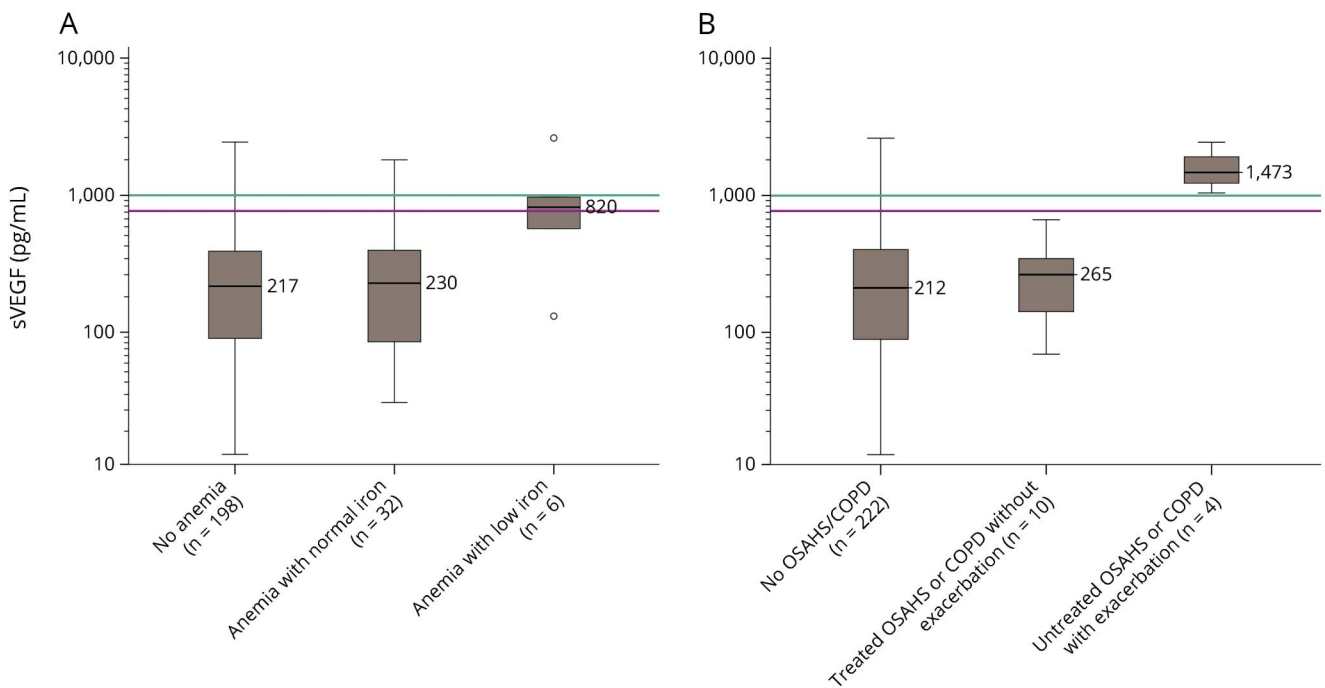 A
sVEGF (pg/mL)
10,000
1,000
100
10
217
230
820
No anemia
(n = 198)
Anemia with normal iron
(n = 32)
Anemia with low iron
(n = 6)
B
10,000
1,000
100
10
212
265
1,473
No OSAHS/COPD
(n = 222)
Treated OSAHS or COPD without
exacerbation (n = 10)
Untreated OSAHS or COPD
with exacerbation (n = 4)